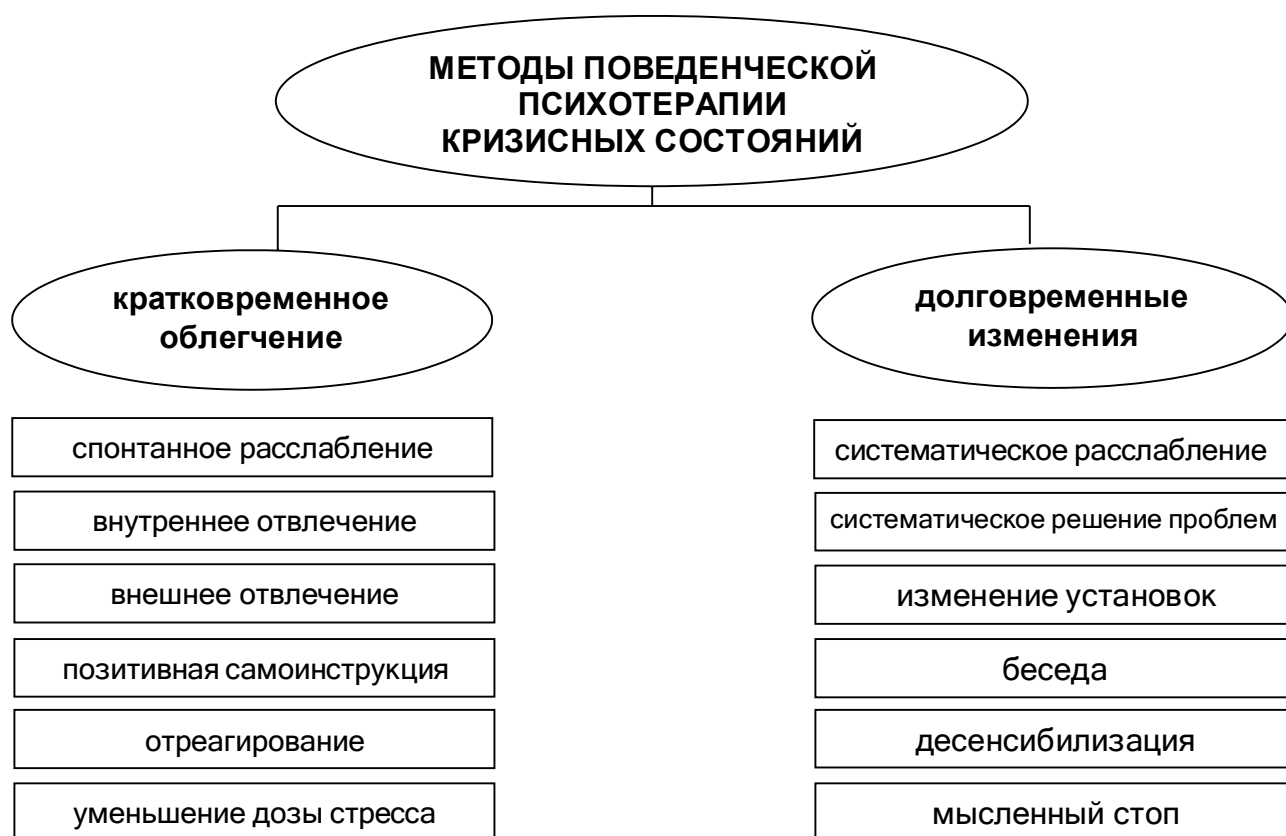 МЕТОДЫ ПОВЕДЕНЧЕСКОЙ
ПСИХОТЕРАПИИ
КРИЗИСНЫХ СОСТОЯНИЙ
кратковременное
облегчение
долговременные
изменения
спонтанное расслабление
внутреннее отвлечение
внешнее отвлечение
позитивная самоинструкция
отреагирование
уменьшение дозы стресса
систематическое расслабление
систематическое решение проблем
изменение установок
беседа
десенсибилизация
мысленный стоп